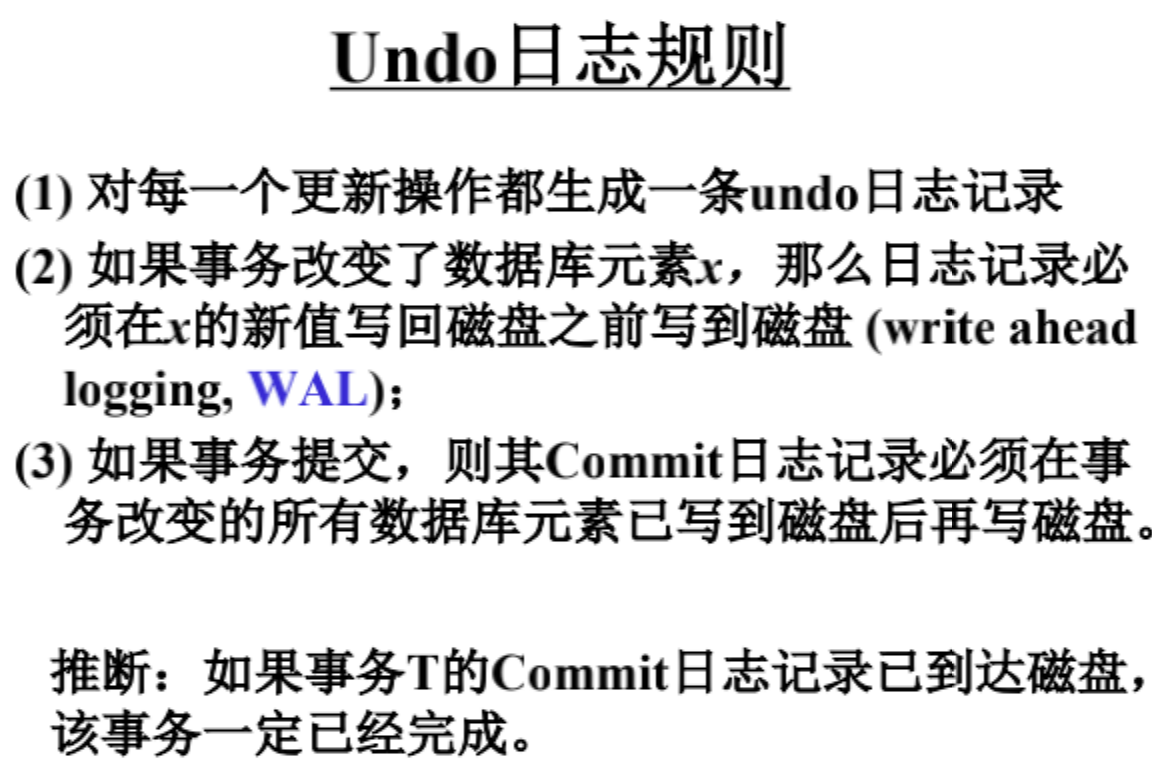 Undo日志规则
(1) 对每一个更新操作都生成一条undo日志记录
(2) 如果事务改变了数据库元素x，那么日志记录必
须在x的新值写回磁盘之前写到磁盘 (write ahead
logging, WAL)；
(3) 如果事务提交，则其Commit日志记录必须在事
务改变的所有数据库元素已写到磁盘后再写磁盘。
推断：如果事务T的Commit日志记录已到达磁盘，
该事务一定已经完成。